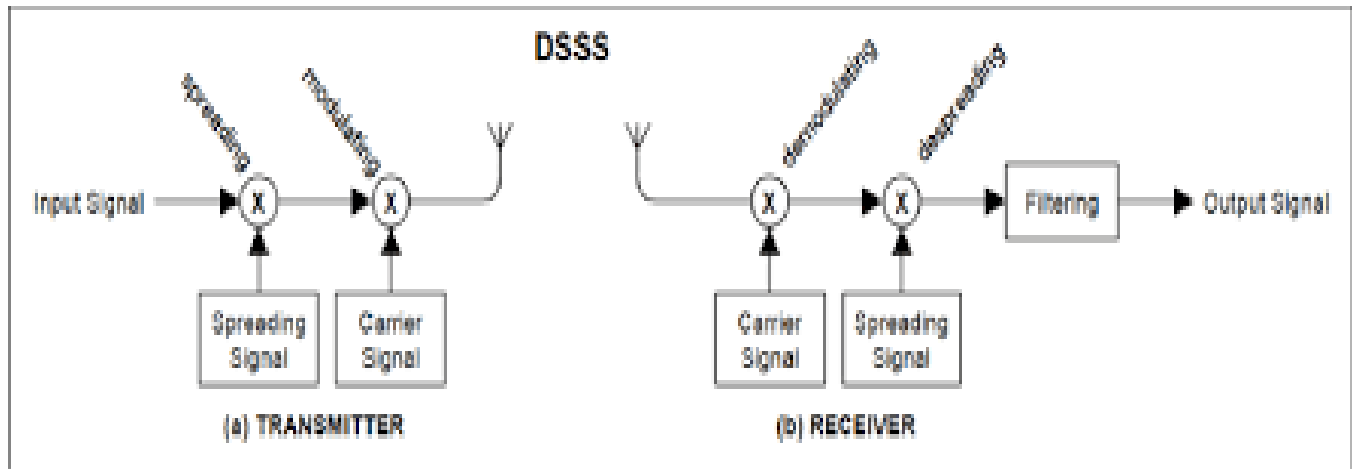 DSSS
spreading
modulating
demodulating
despreading
Input Signal
X
X
X
X
Filtering
Output Signal
Spreading
Signal
Carrier
Signal
Carrier
Signal
Spreading
Signal
(a) TRANSMITTER
(b) RECEIVER